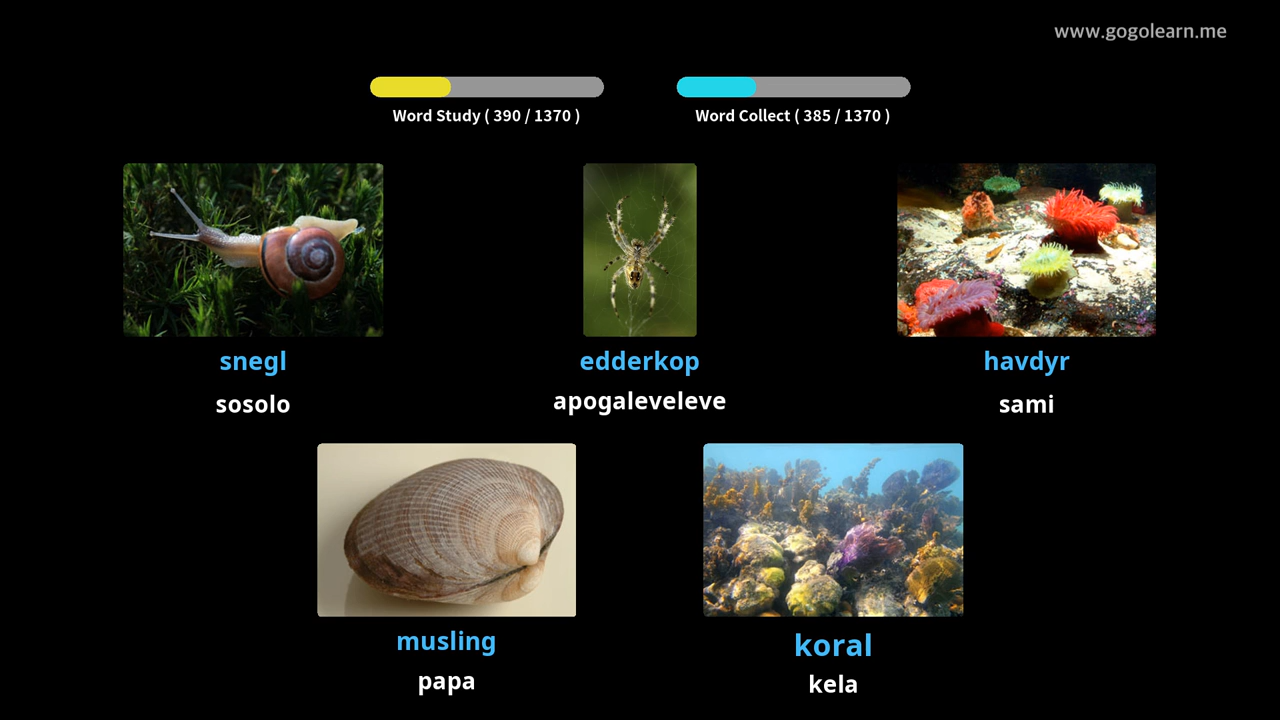 www.gogolearn.me
Word Study ( 390 / 1370 )
Word Collect ( 385 / 1370 )
snegl
edderkop
havdyr
sosolo
apogaleveleve
sami
musling
koral
papa
kela